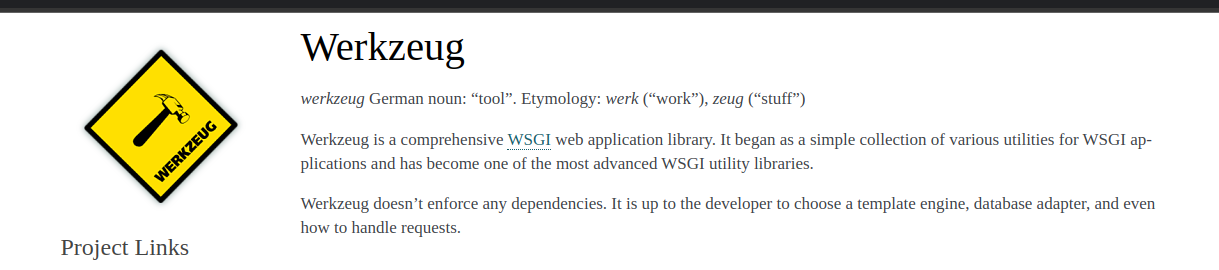 WERKZEUG
Project Links
Werkzeug
werkzeug German noun: “tool”. Etymology: werk (“work”), zeug (“stuff”)
Werkzeug is a comprehensive WSGI web application library. It began as a simple collection of various utilities for WSGI ap-
plications and has become one of the most advanced WSGI utility libraries.
Werkzeug doesn’t enforce any dependencies. It is up to the developer to choose a template engine, database adapter, and even
how to handle requests.